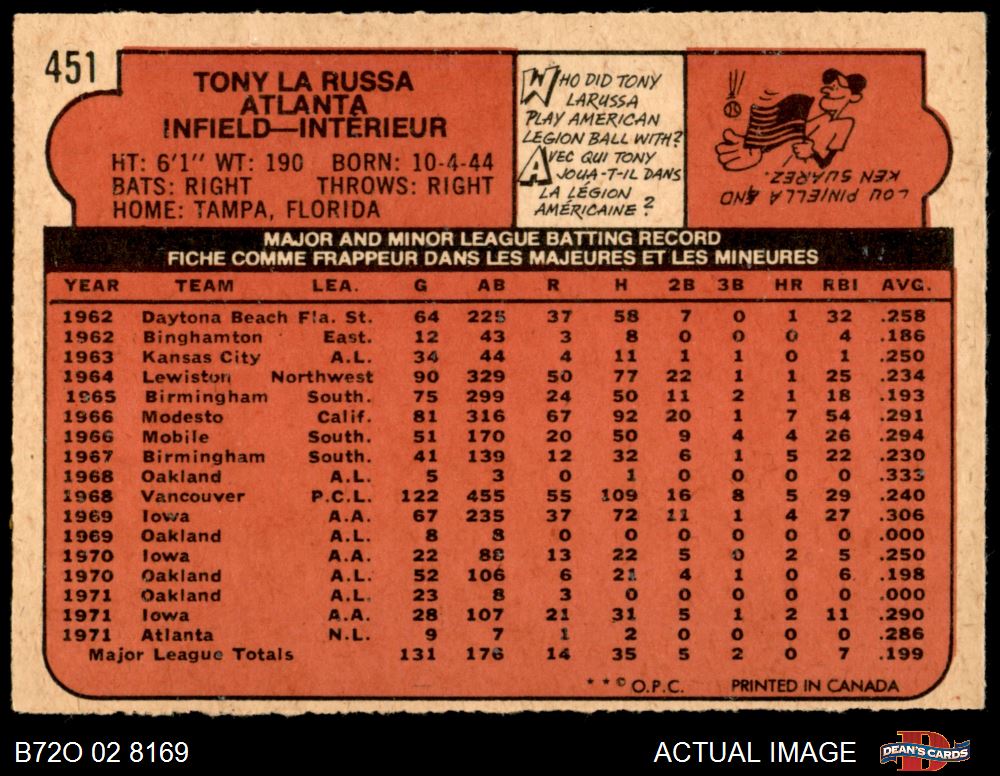 451
TONY LA RUSSA
ATLANTA
INFIELD—INTÉRIEUR
HT: 6'1" WT: 190 BORN: 10-4-44
BATS: RIGHT THROWS: RIGHT
HOME: TAMPA, FLORIDA
WHO DID TONY
LARUSSA
PLAY AMERICAN
LEGION BALL WITH?
AVEC QUI TONY
JOUA-T-IL DANS
LA LÉGION
AMÉRICAINE?
LOU PINIELLA AND
KEN SUAREZ.
MAJOR AND MINOR LEAGUE BATTING RECORD
FICHE COMME FRAPPEUR DANS LES MAJEURES ET LES MINEURES
YEAR TEAM LEA. G AB R H 2B 3B HR RBI AVG.
1962 Daytona Beach Fla. St. 64 225 37 58 7 0 1 32 .258
1962 Binghamton East. 12 43 3 8 0 0 0 4 .186
1963 Kansas City A.L. 34 44 4 11 1 1 0 1 .250
1964 Lewiston Northwest 90 329 50 77 22 1 1 25 .234
1965 Birmingham South. 75 299 24 50 11 2 1 18 .193
1966 Modesto Calif. 81 316 67 92 20 1 7 54 .291
1966 Mobile South. 51 170 20 50 9 4 4 26 .294
1967 Birmingham South. 41 139 12 32 6 1 5 22 .230
1968 Oakland A.L. 5 3 0 1 0 0 0 0 .333
1968 Vancouver P.C.L. 122 455 55 109 16 8 5 29 .240
1969 Iowa A.A. 67 235 37 72 11 1 4 27 .306
1969 Oakland A.L. 8 8 0 0 0 0 0 0 .000
1970 Iowa A.A. 22 88 13 22 5 0 2 5 .250
1970 Oakland A.L. 52 106 6 21 4 1 0 6 .198
1971 Oakland A.L. 23 8 3 0 0 0 0 0 .000
1971 Iowa A.A. 28 107 21 31 5 1 2 11 .290
1971 Atlanta N.L. 9 7 1 2 0 0 0 0 .286
Major League Totals 131 176 14 35 5 2 0 7 .199
**© O.P.C. PRINTED IN CANADA
B72O 02 8169 ACTUAL IMAGE DEAN'S CARDS